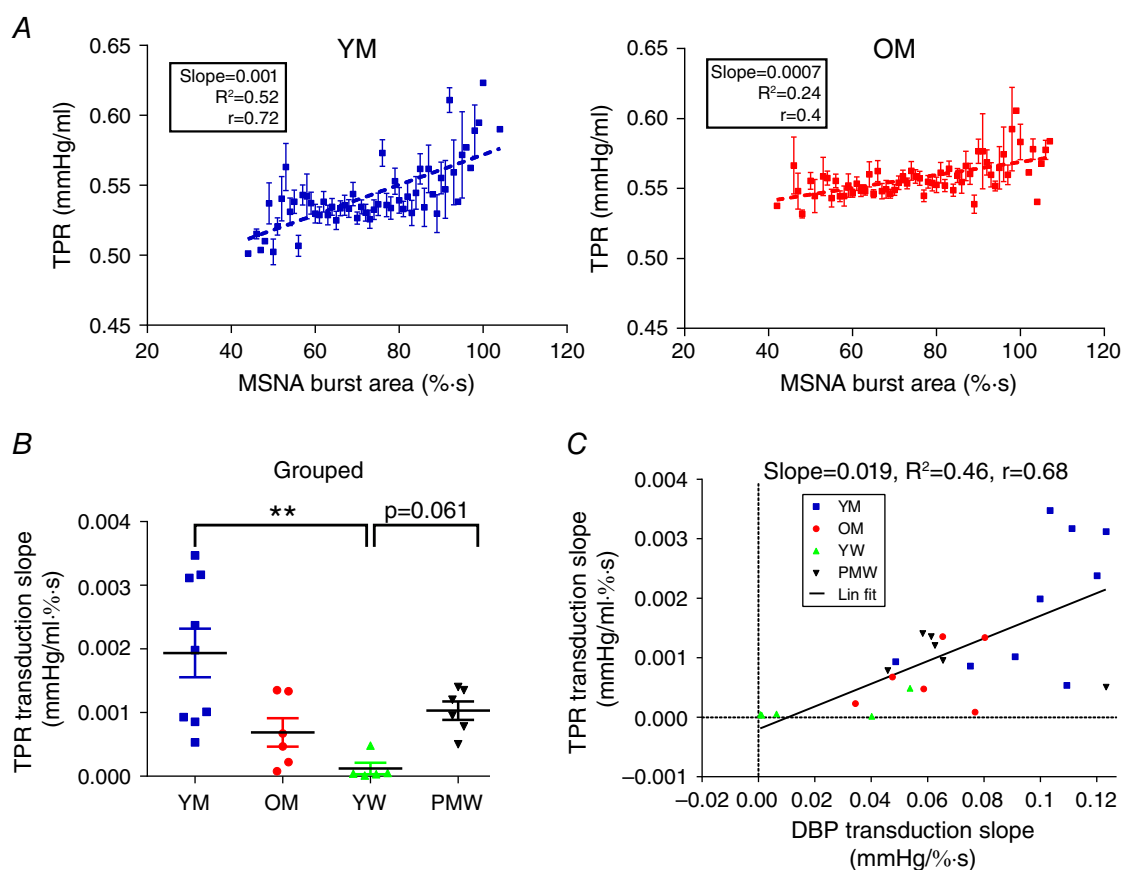 A
YM
Slope=0.001
R²=0.52
r=0.72
TPR (mmHg/ml)
0.65
0.60
0.55
0.50
0.45
20
40
60
80
100
120
MSNA burst area (%·s)
OM
Slope=0.0007
R²=0.24
r=0.4
TPR (mmHg/ml)
0.65
0.60
0.55
0.50
0.45
20
40
60
80
100
120
MSNA burst area (%·s)
B
Grouped
**
p=0.061
TPR transduction slope
(mmHg/ml·%·s)
0.004
0.003
0.002
0.001
0.000
YM
OM
YW
PMW
C
Slope=0.019, R²=0.46, r=0.68
YM
OM
YW
PMW
Lin fit
TPR transduction slope
(mmHg/ml·%·s)
0.004
0.003
0.002
0.001
0.000
−0.001
−0.02
0.00
0.02
0.04
0.06
0.08
0.1
0.12
DBP transduction slope
(mmHg/%·s)